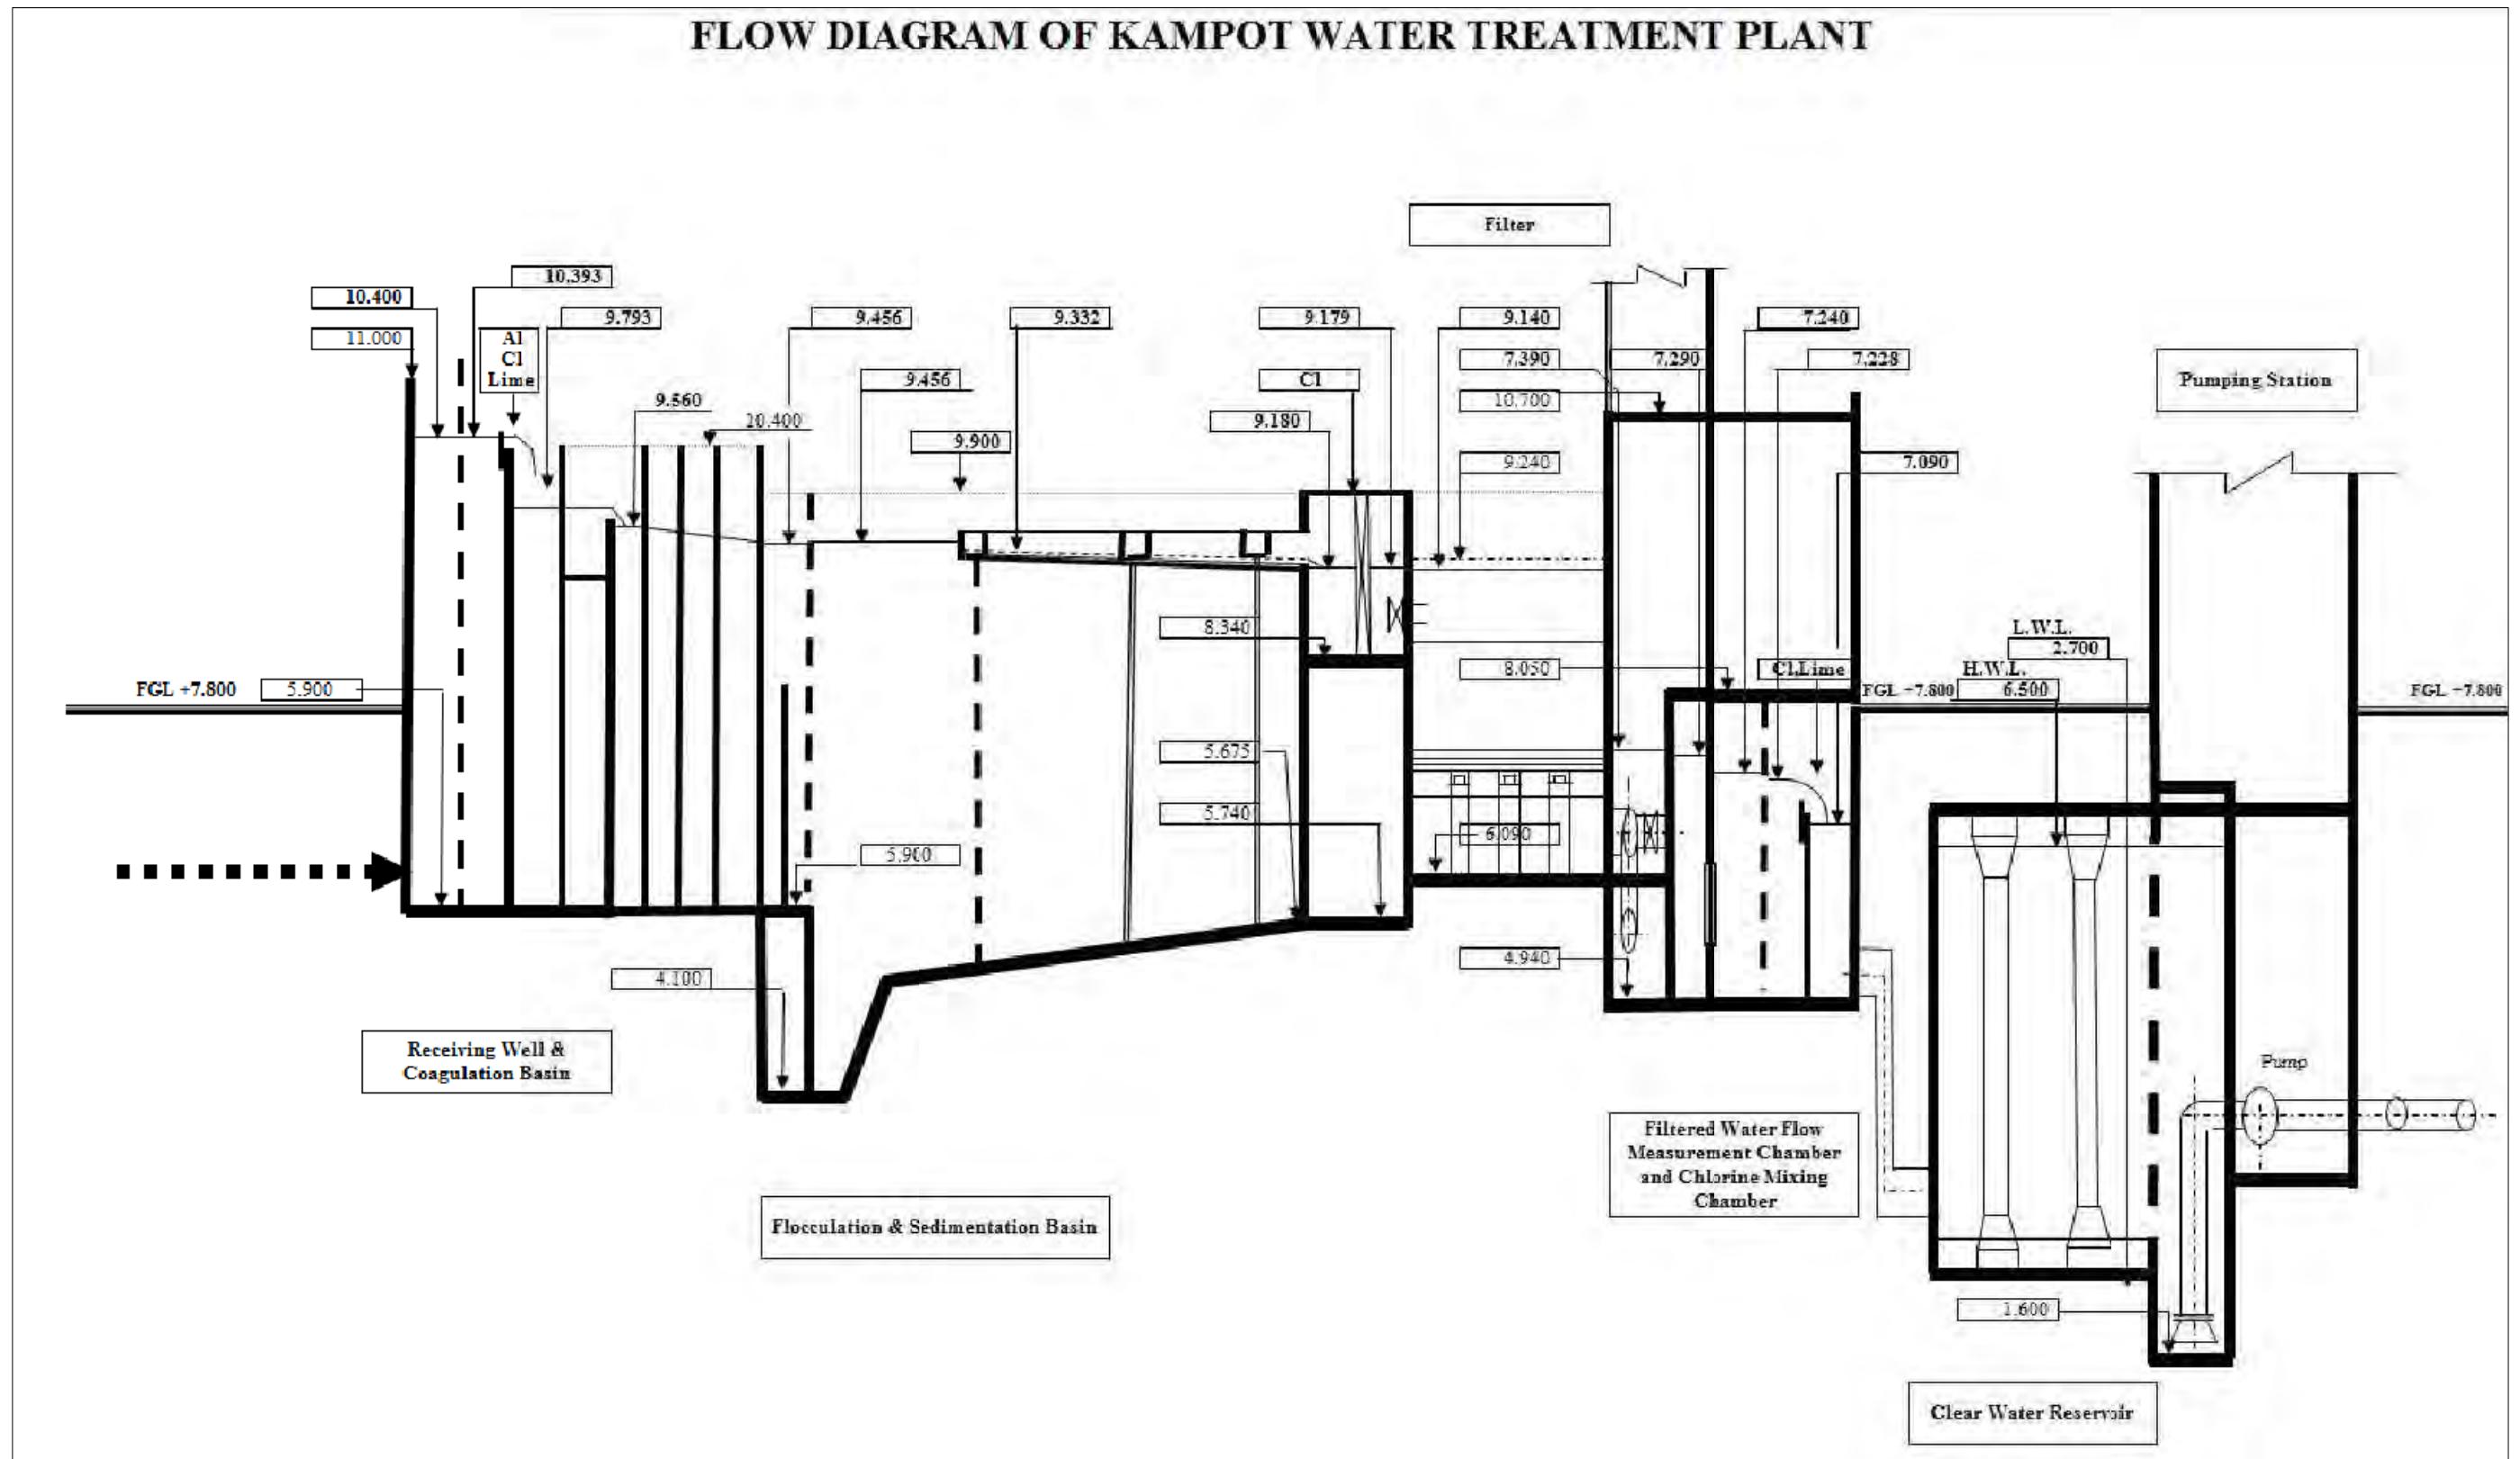 FLOW DIAGRAM OF KAMPOT WATER TREATMENT PLANT
Filter
10.393
10.400
9.793
9.456
9.332
9.179
9.140
7.240
11.000
Al
Cl
Lime
7.390
7.290
7.228
Pumping Station
9.456
Cl
9.560
10.700
10.400
9.180
9.900
9.240
7.090
8.340
L.W.L.
2.700
8.050
Cl,Lime
H.W.L.
FGL +7.800
5.900
FGL +7.800
6.500
FGL +7.800
5.675
5.740
6.090
5.900
4.940
4.100
Receiving Well &
Coagulation Basin
Pump
Filtered Water Flow
Measurement Chamber
and Chlorine Mixing
Chamber
Flocculation & Sedimentation Basin
1.600
Clear Water Reservoir